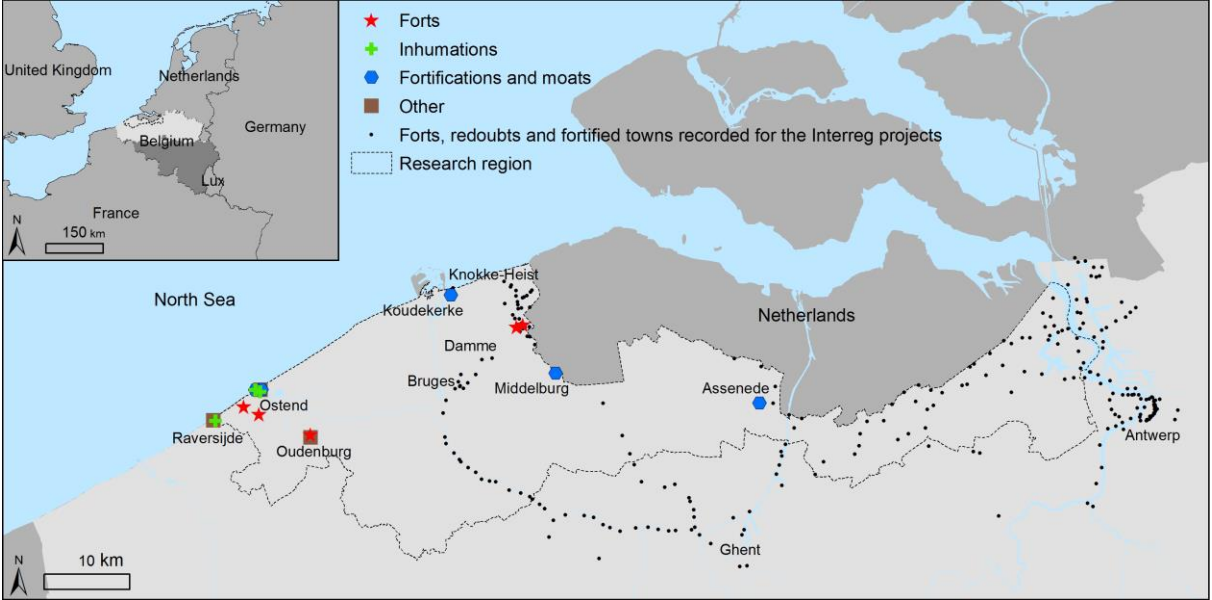 United Kingdom
Netherlands
Germany
Belgium
Lux
France
N
150 km
Forts
Inhumations
Fortifications and moats
Other
Forts, redoubts and fortified towns recorded for the Interreg projects
Research region
North Sea
Knokke-Heist
Koudekerke
Netherlands
Damme
Bruges
Middelburg
Assenede
Ostend
Raversijde
Oudenburg
Antwerp
Ghent
N
10 km